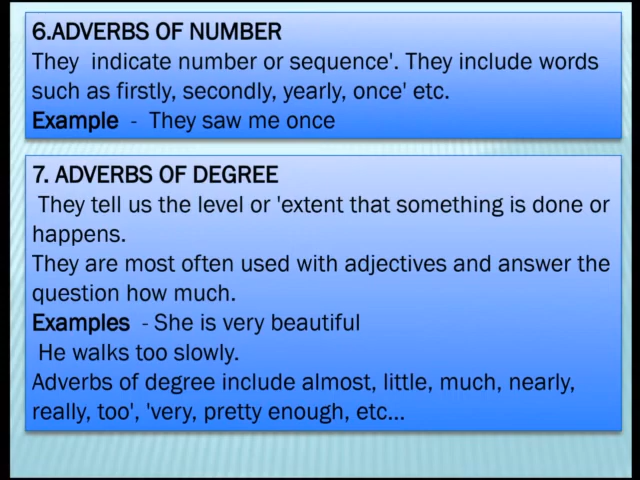 6.ADVERBS OF NUMBER
They indicate number or sequence'. They include words
such as firstly, secondly, yearly, once' etc.
Example - They saw me once
7. ADVERBS OF DEGREE
They tell us the level or 'extent that something is done or
happens.
They are most often used with adjectives and answer the
question how much.
Examples - She is very beautiful
He walks too slowly.
Adverbs of degree include almost, little, much, nearly,
really, too', 'very, pretty enough, etc...